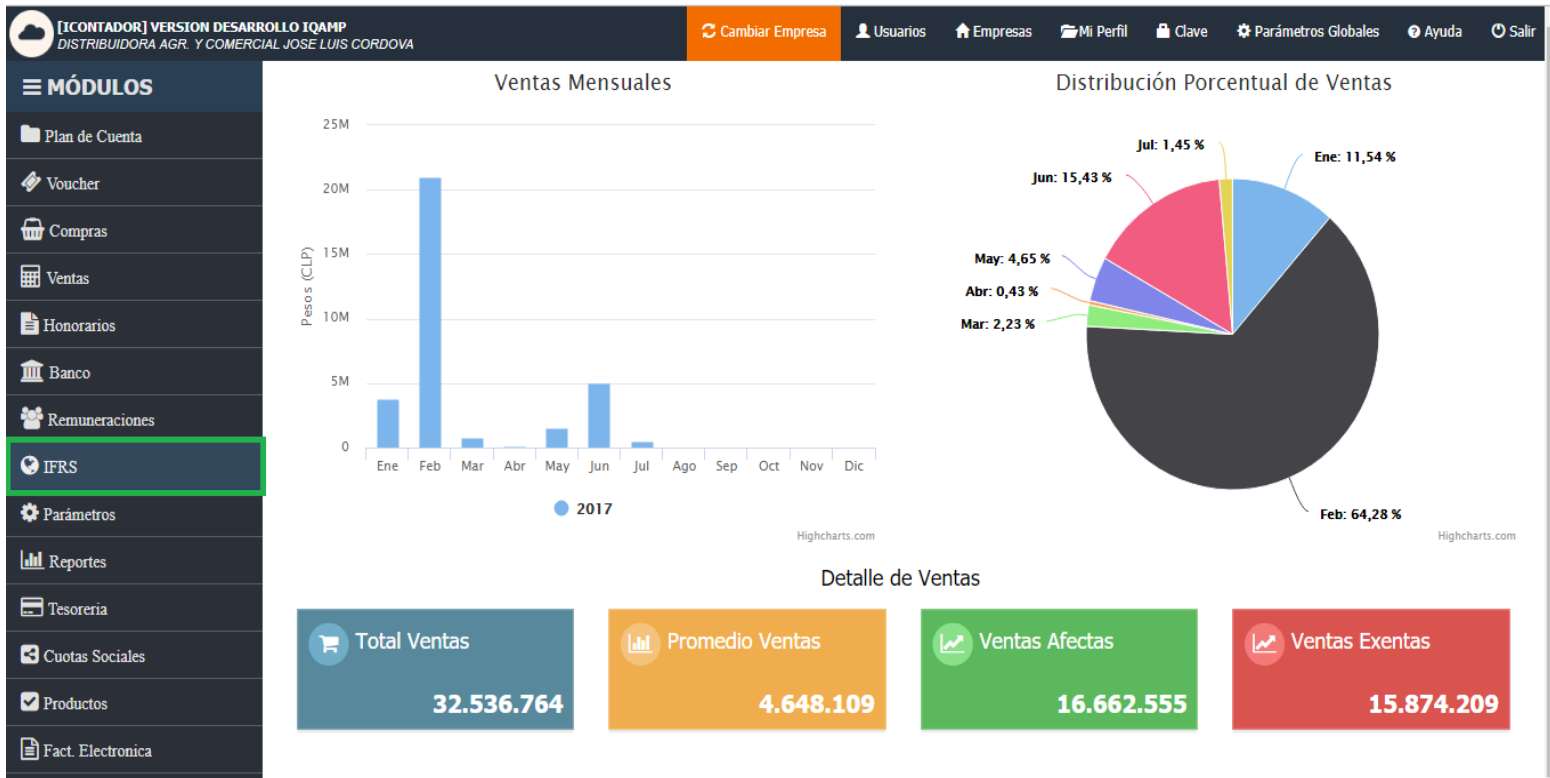 [ICONTADOR] VERSION DESARROLLO IQAMP
DISTRIBUIDORA AGR. Y COMERCIAL JOSE LUIS CORDOVA
Cambiar Empresa
Usuarios
Empresas
Mi Perfil
Clave
Parámetros Globales
Ayuda
Salir
MÓDULOS
Plan de Cuenta
Voucher
Compras
Ventas
Honorarios
Banco
Remuneraciones
IFRS
Parámetros
Reportes
Tesoreria
Cuotas Sociales
Productos
Fact. Electronica
Ventas Mensuales
Pesos (CLP)
25M
20M
15M
10M
5M
0
Ene Feb Mar Abr May Jun Jul Ago Sep Oct Nov Dic
2017
Highcharts.com
Distribución Porcentual de Ventas
Jul: 1,45 %
Ene: 11,54 %
Jun: 15,43 %
May: 4,65 %
Abr: 0,43 %
Mar: 2,23 %
Feb: 64,28 %
Highcharts.com
Detalle de Ventas
Total Ventas
32.536.764
Promedio Ventas
4.648.109
Ventas Afectas
16.662.555
Ventas Exentas
15.874.209